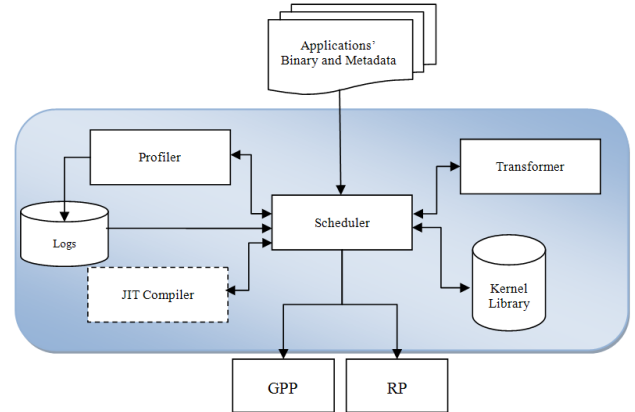 Applications’
Binary and Metadata
Profiler
Transformer
Scheduler
Logs
JIT Compiler
Kernel
Library
GPP
RP